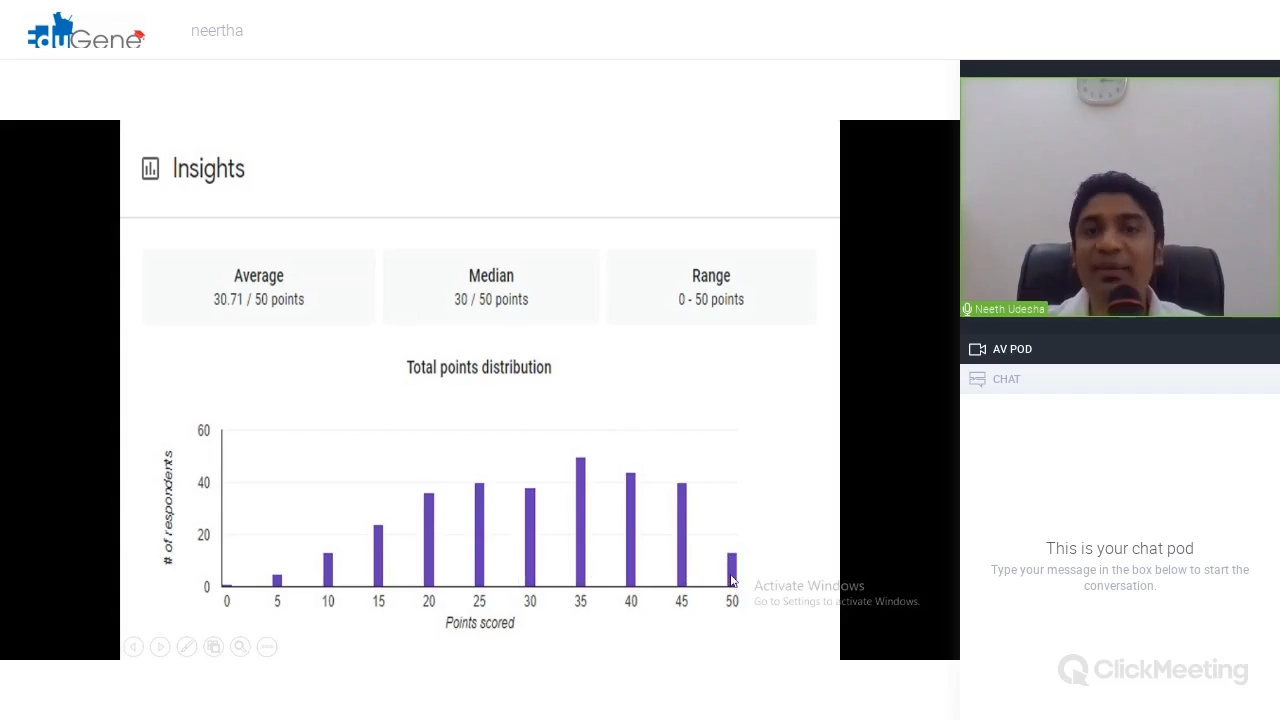 EduGene
neertha
Insights
Average
30.71 / 50 points
Median
30 / 50 points
Range
0 - 50 points
Total points distribution
# of respondents
60
40
20
0
0 5 10 15 20 25 30 35 40 45 50
Points scored
Activate Windows
Go to Settings to activate Windows.
Neeth Udesha
AV POD
CHAT
This is your chat pod
Type your message in the box below to start the
conversation.
ClickMeeting